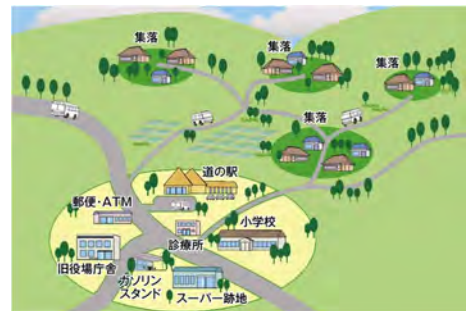 集落
集落
集落
集落
道の駅
郵便・ATM
小学校
診療所
旧役場庁舎
ガソリン
スタンド
スーパー跡地